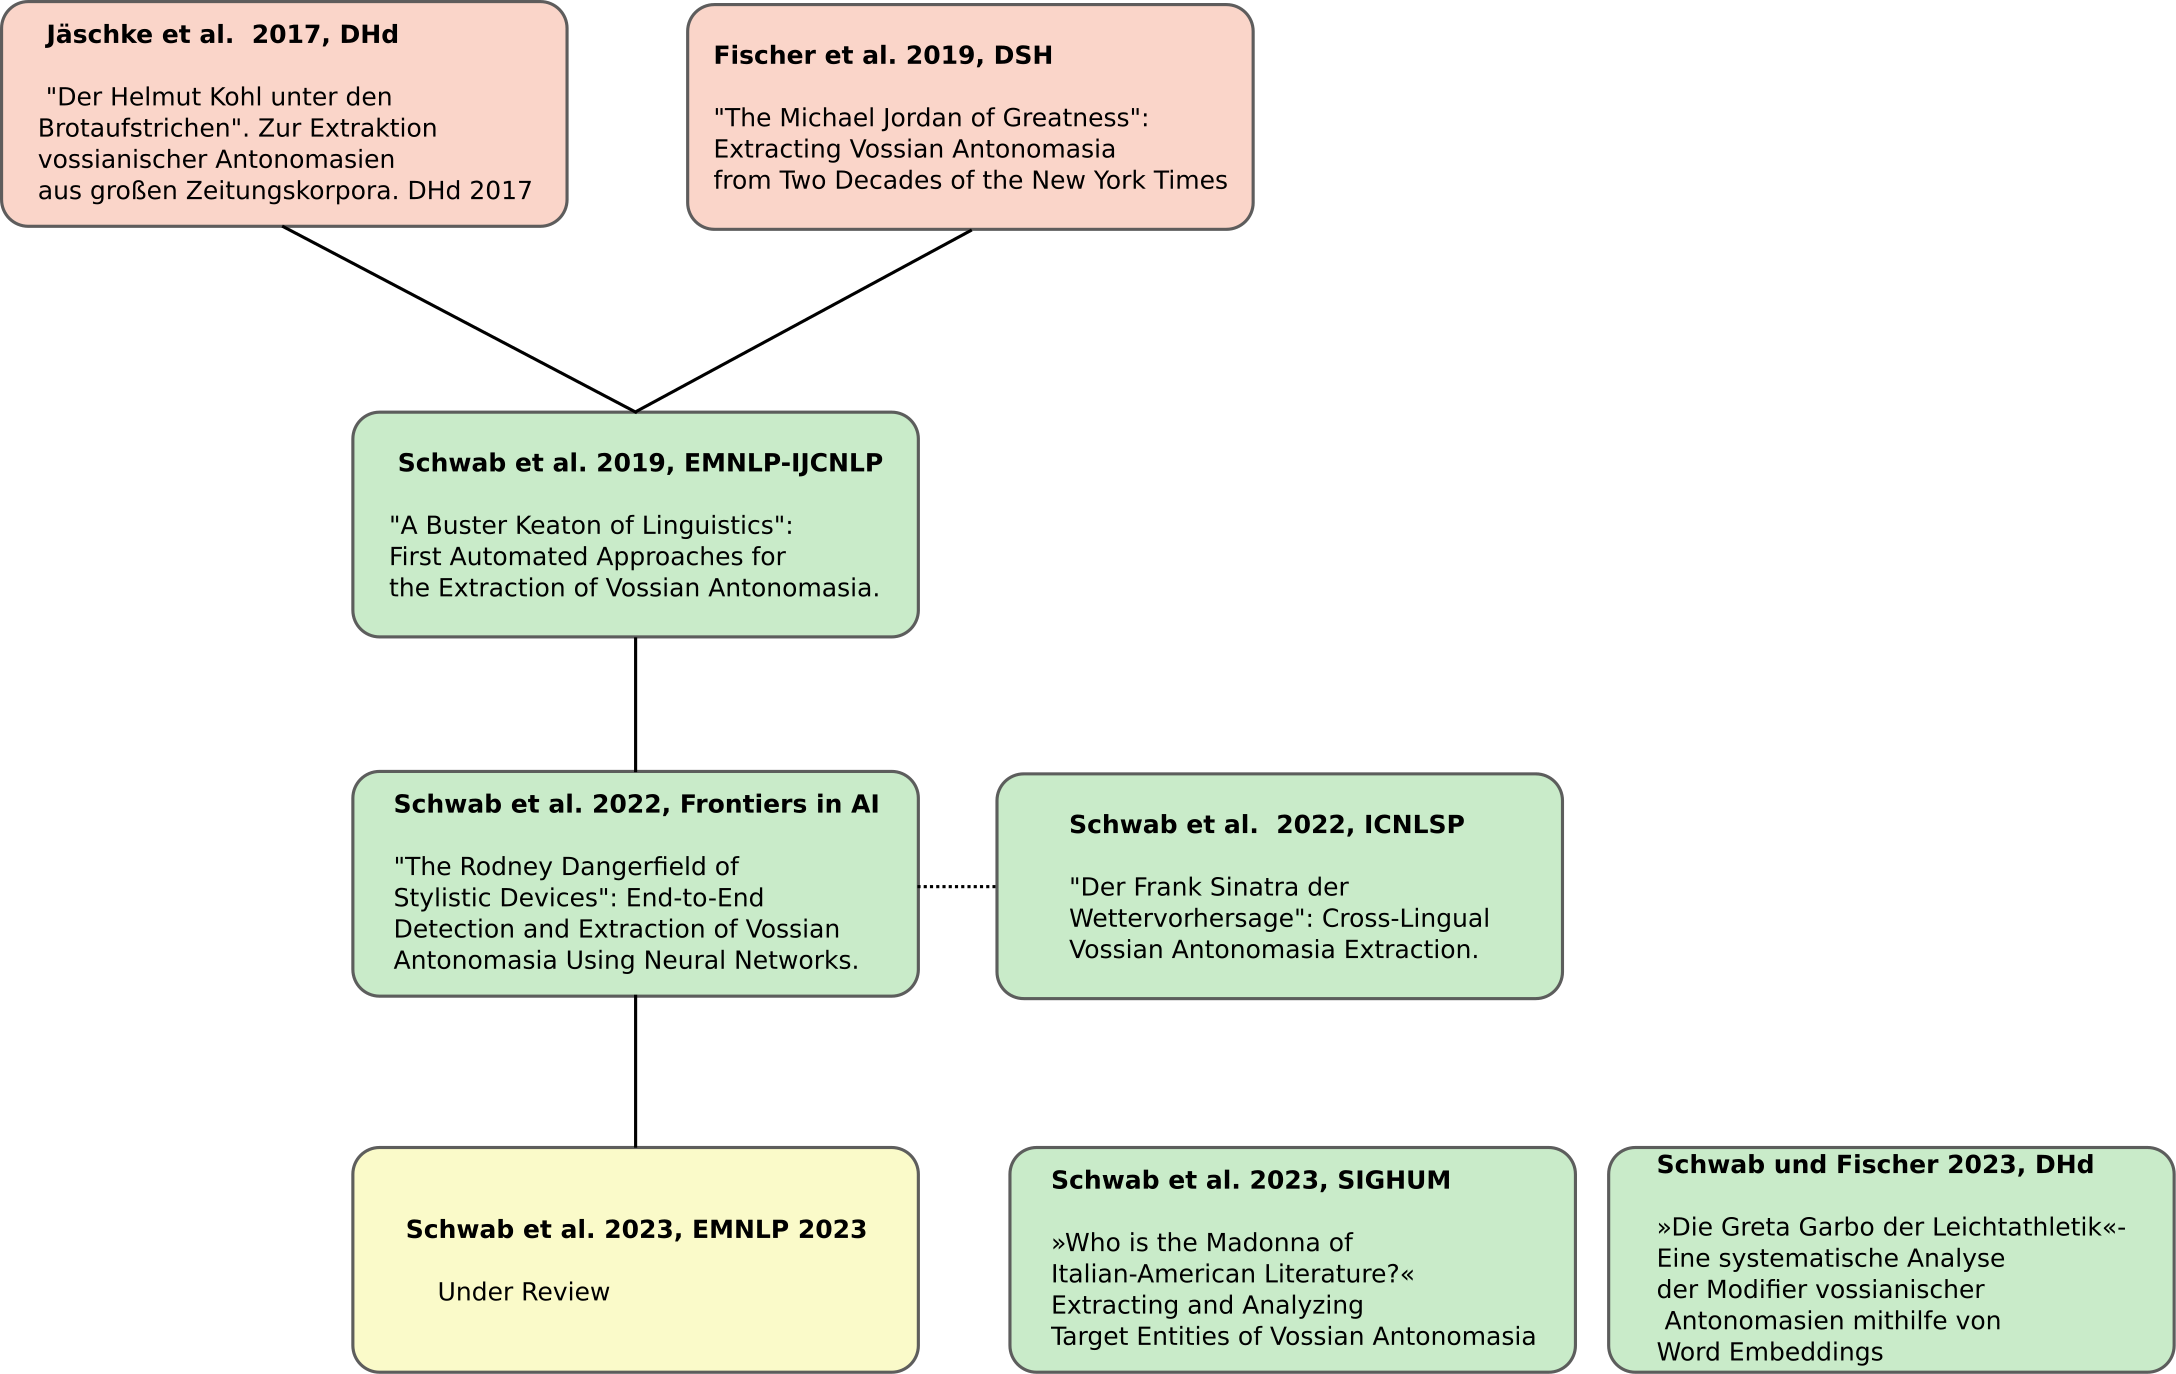 Jäschke et al.  2017, DHd
"Der Helmut Kohl unter den
Brotaufstrichen". Zur Extraktion
vossianischer Antonomasien
aus großen Zeitungskorpora. DHd 2017
Fischer et al. 2019, DSH
"The Michael Jordan of Greatness":
Extracting Vossian Antonomasia
from Two Decades of the New York Times
Schwab et al. 2019, EMNLP-IJCNLP
"A Buster Keaton of Linguistics":
First Automated Approaches for
the Extraction of Vossian Antonomasia.
Schwab et al. 2022, Frontiers in AI
"The Rodney Dangerfield of
Stylistic Devices": End-to-End
Detection and Extraction of Vossian
Antonomasia Using Neural Networks.
Schwab et al.  2022, ICNLSP
"Der Frank Sinatra der
Wettervorhersage": Cross-Lingual
Vossian Antonomasia Extraction.
Schwab et al. 2023, EMNLP 2023
Under Review
Schwab et al. 2023, SIGHUM
»Who is the Madonna of
Italian-American Literature?«
Extracting and Analyzing
Target Entities of Vossian Antonomasia
Schwab und Fischer 2023, DHd
»Die Greta Garbo der Leichtathletik«-
Eine systematische Analyse
der Modifier vossianischer
Antonomasien mithilfe von
Word Embeddings